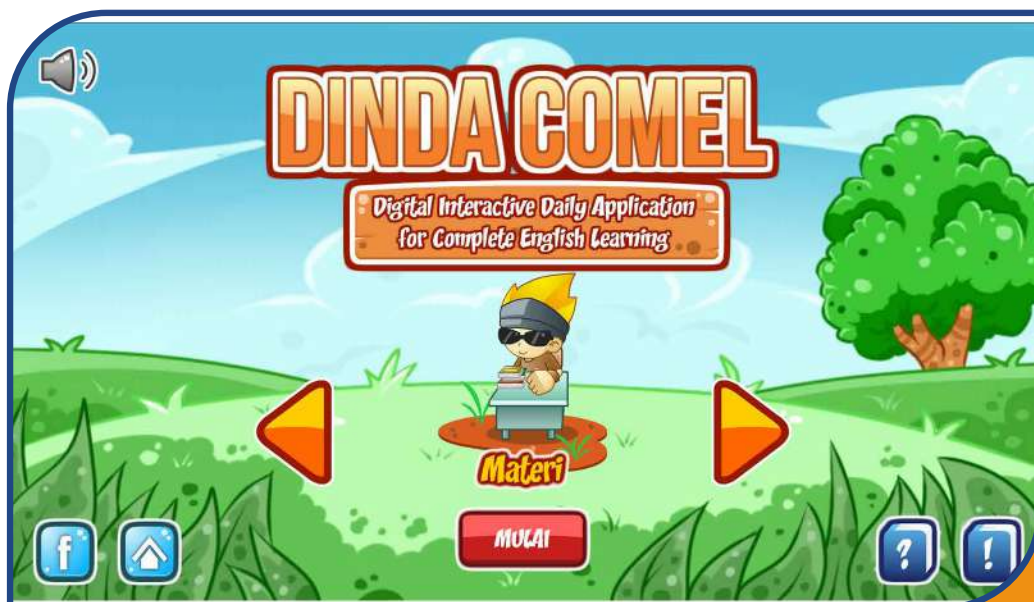 DINDA COMEL
Digital Interactive Daily Application
for Complete English Learning
Materi
MULAI
f
?
!